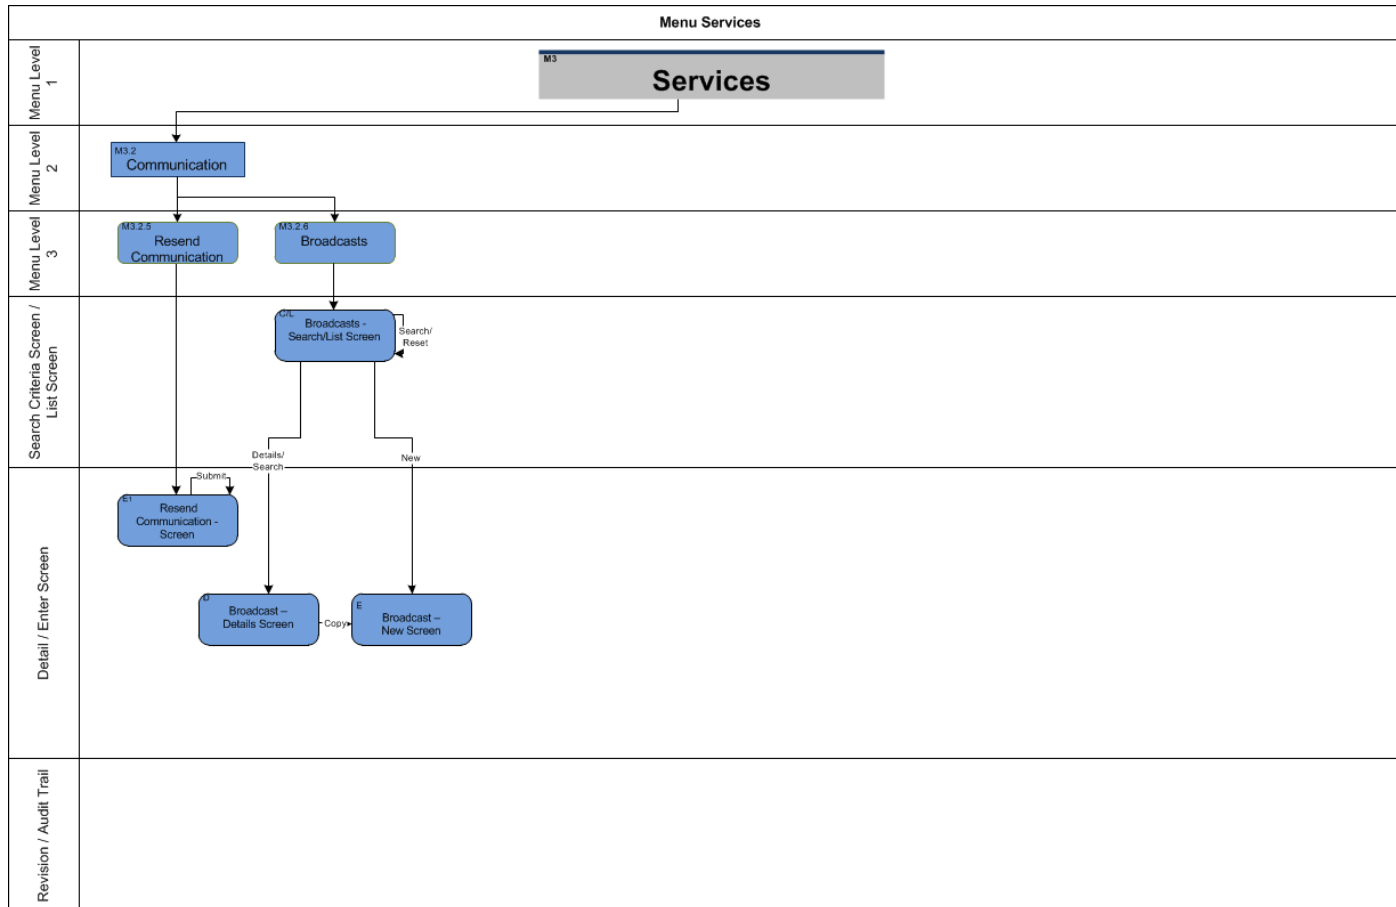 Menu Services
Menu Level
1
M3
Services
Menu Level
2
M3.2
Communication
Menu Level
3
M3.2.5
Resend
Communication
M3.2.6
Broadcasts
Search Criteria Screen /
List Screen
C/L
Broadcasts -
Search/List Screen
Search/
Reset
Details/
Search
New
Detail / Enter Screen
Submit
E1
Resend
Communication -
Screen
D
Broadcast –
Details Screen
Copy
E
Broadcast –
New Screen
Revision / Audit Trail